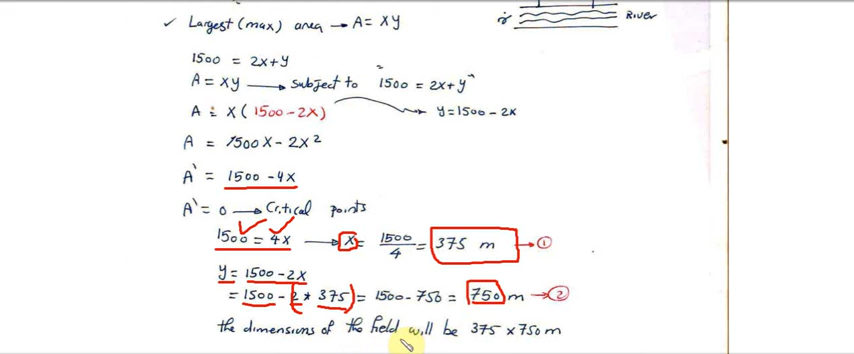 River
✓ Largest (max) area → A = XY
1500 = 2x+y
A = XY → Subject to "1500 = 2x+y"
A = X(1500-2X) → y=1500-2X
A = 1500X - 2X²
A' = 1500-4X
A' = 0 → Critical points
1500 = 4X → X = 1500/4 = 375 m → ①
y = 1500-2X
= 1500 - (2 * 375) = 1500-750 = 750 m → ②
the dimensions of the field will be 375 x 750 m